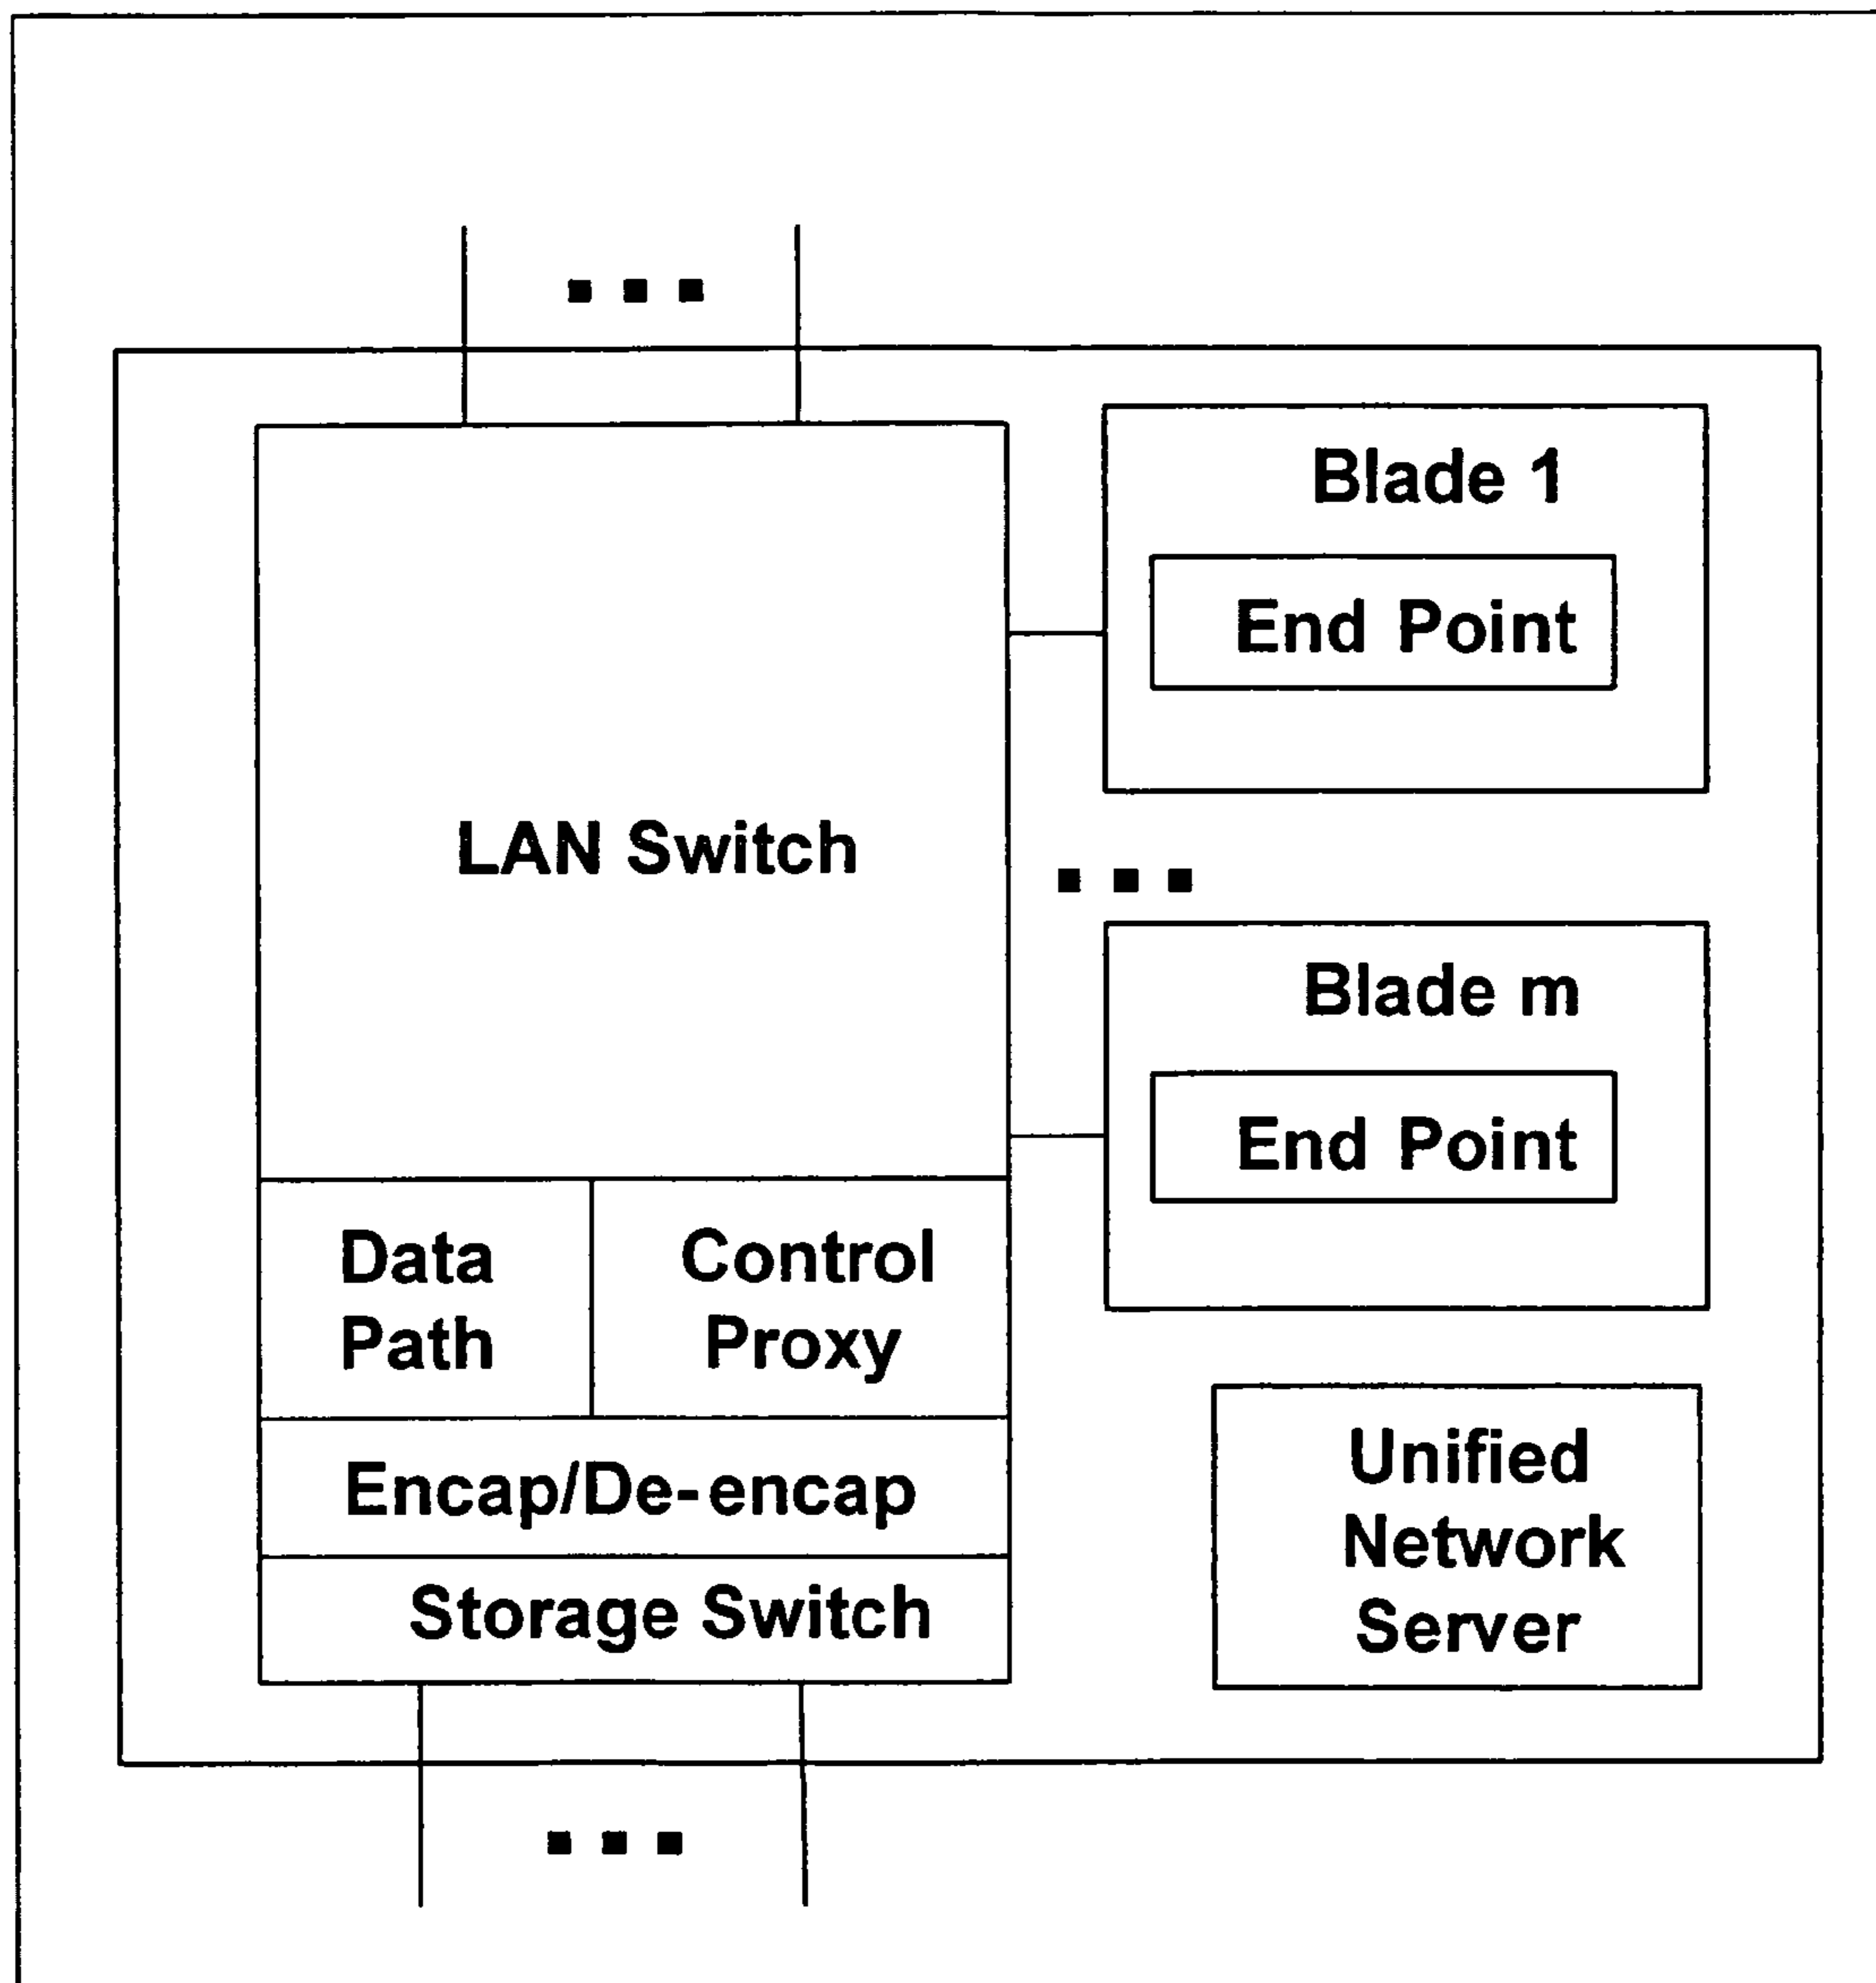 Blade 1
End Point
LAN Switch
Blade m
End Point
Data
Path
Control
Proxy
Encap/De-encap
Storage Switch
Unified
Network
Server